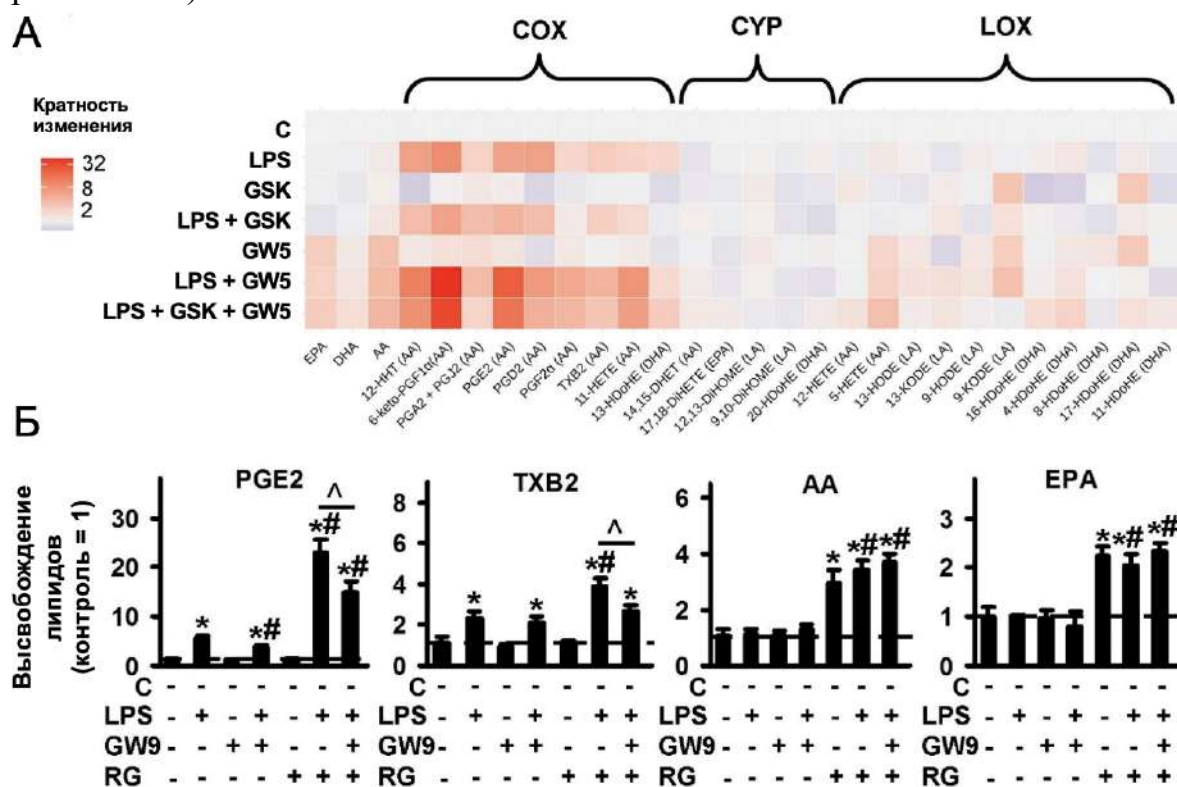 А
COX
CYP
LOX
Кратность
изменения
32
8
2
C
LPS
GSK
LPS + GSK
GW5
LPS + GW5
LPS + GSK + GW5
EPA
DHA
AA
12-HHT (AA)
6-keto-PGF1α(AA)
PGA2 + PGJ2 (AA)
PGE2 (AA)
PGD2 (AA)
PGF2α (AA)
TXB2 (AA)
11-HETE (AA)
13-HDoHE (DHA)
14,15-DHET (AA)
17,18-DiHETE (EPA)
12,13-DiHOME (LA)
9,10-DiHOME (LA)
20-HDoHE (DHA)
12-HETE (AA)
5-HETE (AA)
13-HODE (LA)
13-KODE (LA)
9-HODE (LA)
9-KODE (LA)
16-HDoHE (DHA)
4-HDoHE (DHA)
8-HDoHE (DHA)
17-HDoHE (DHA)
11-HDoHE (DHA)
Б
Высвобождение
липидов
(контроль = 1)
PGE2
30
20
10
0
* *# *# ^ *#
C - - - - - - -
LPS - + - + - + +
GW9 - - + + - - +
RG - - - - + + +
TXB2
8
6
4
2
0
* * *# ^ *
C - - - - - - -
LPS - + - + - + +
GW9 - - + + - - +
RG - - - - + + +
AA
6
4
2
0
* *# *#
C - - - - - - -
LPS - + - + - + +
GW9 - - + + - - +
RG - - - - + + +
EPA
3
2
1
0
* *# *#
C - - - - - - -
LPS - + - + - + +
GW9 - - + + - - +
RG - - - - + + +